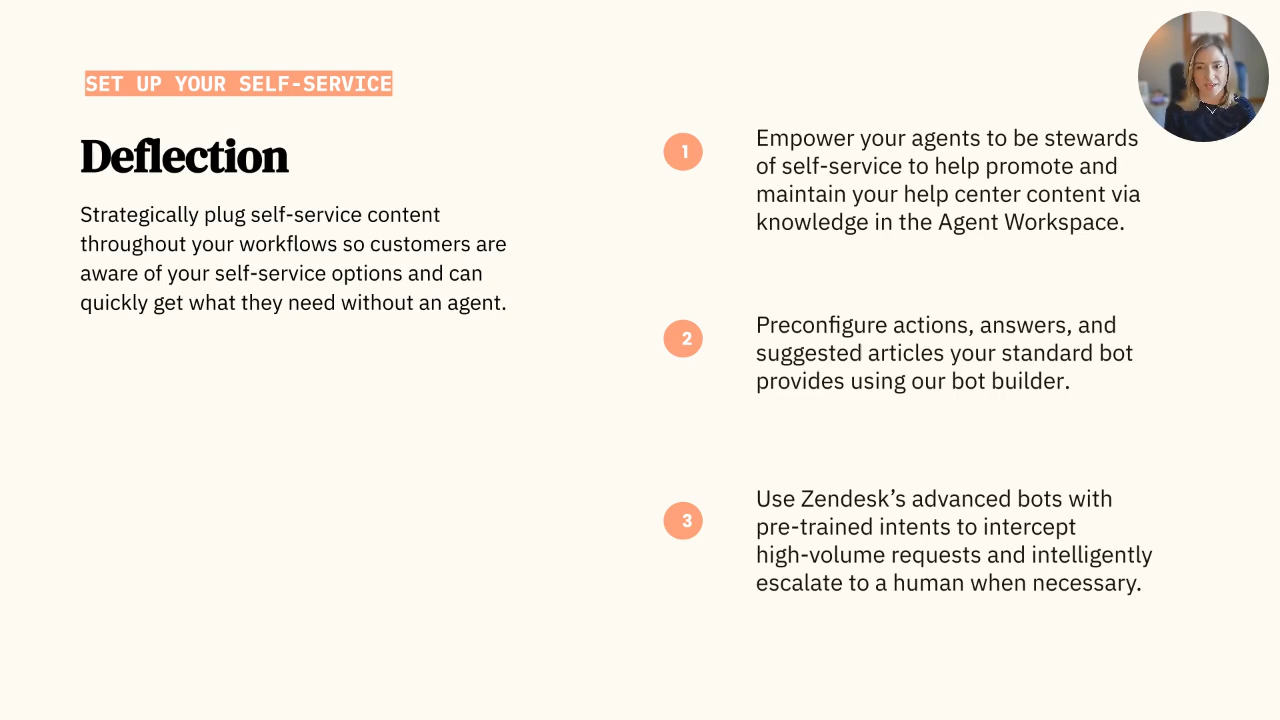 SET UP YOUR SELF-SERVICE
Deflection
Strategically plug self-service content
throughout your workflows so customers are
aware of your self-service options and can
quickly get what they need without an agent.
1
Empower your agents to be stewards
of self-service to help promote and
maintain your help center content via
knowledge in the Agent Workspace.
2
Preconfigure actions, answers, and
suggested articles your standard bot
provides using our bot builder.
3
Use Zendesk’s advanced bots with
pre-trained intents to intercept
high-volume requests and intelligently
escalate to a human when necessary.